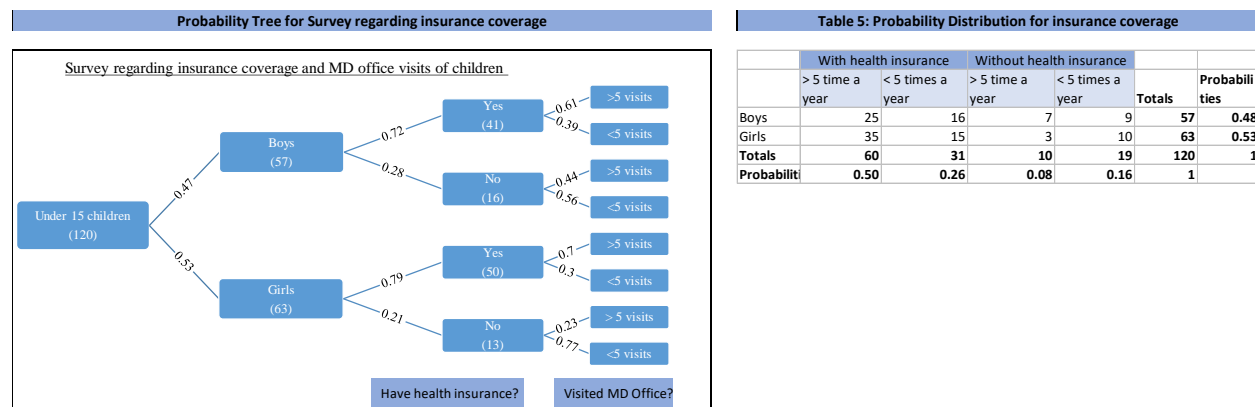 Probability Tree for Survey regarding insurance coverage
Survey regarding insurance coverage and MD office visits of children
Under 15 children
(120)
0.47
0.53
Boys
(57)
0.72
0.28
Yes
(41)
0.61
0.39
>5 visits
<5 visits
No
(16)
0.44
0.56
>5 visits
<5 visits
Girls
(63)
0.79
0.21
Yes
(50)
0.7
0.3
>5 visits
<5 visits
No
(13)
0.23
0.77
> 5 visits
<5 visits
Have health insurance?
Visited MD Office?
Table 5: Probability Distribution for insurance coverage
With health insurance Without health insurance
> 5 time a < 5 times a > 5 time a < 5 times a Probabili
year year year year Totals ties
Boys 25 16 7 9 57 0.48
Girls 35 15 3 10 63 0.53
Totals 60 31 10 19 120 1
Probabiliti 0.50 0.26 0.08 0.16 1